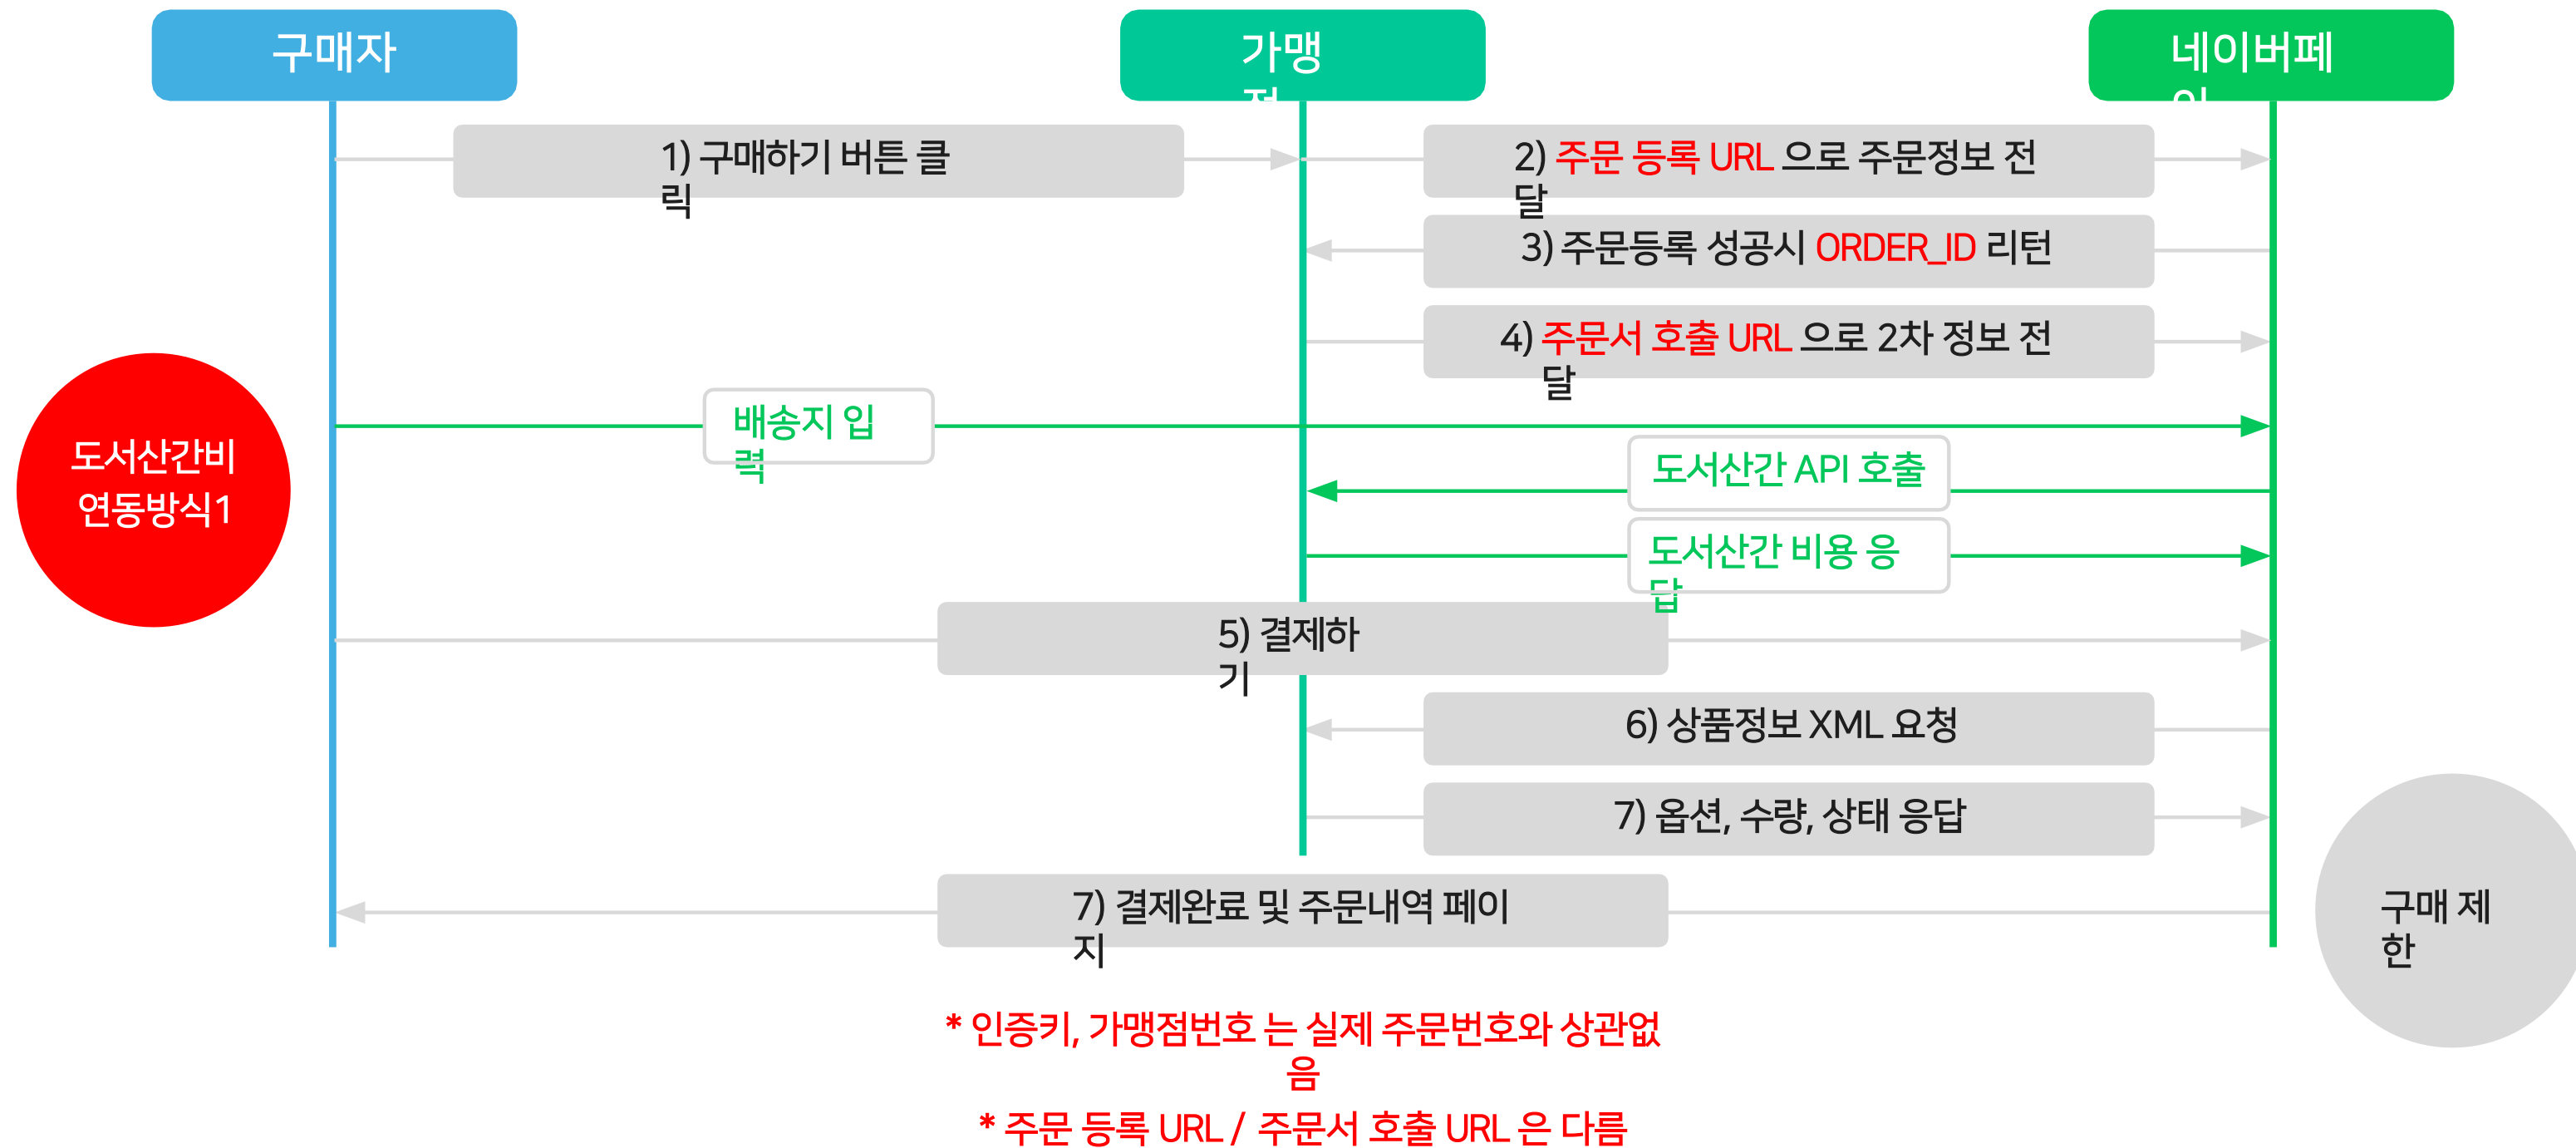 구매자
가맹
네이버페
1) 구매하기 버튼 클
릭
2) 주문 등록 URL 으로 주문정보 전
달
3) 주문등록 성공시 ORDER_ID 리턴
4) 주문서 호출 URL 으로 2차 정보 전
달
도서산간비
연동방식1
배송지 입
력
도서산간 API 호출
도서산간 비용 응
답
5) 결제하
기
6) 상품정보 XML 요청
7) 옵션, 수량, 상태 응답
7) 결제완료 및 주문내역 페이
지
구매 제
한
* 인증키, 가맹점번호 는 실제 주문번호와 상관없
음
* 주문 등록 URL / 주문서 호출 URL 은 다름